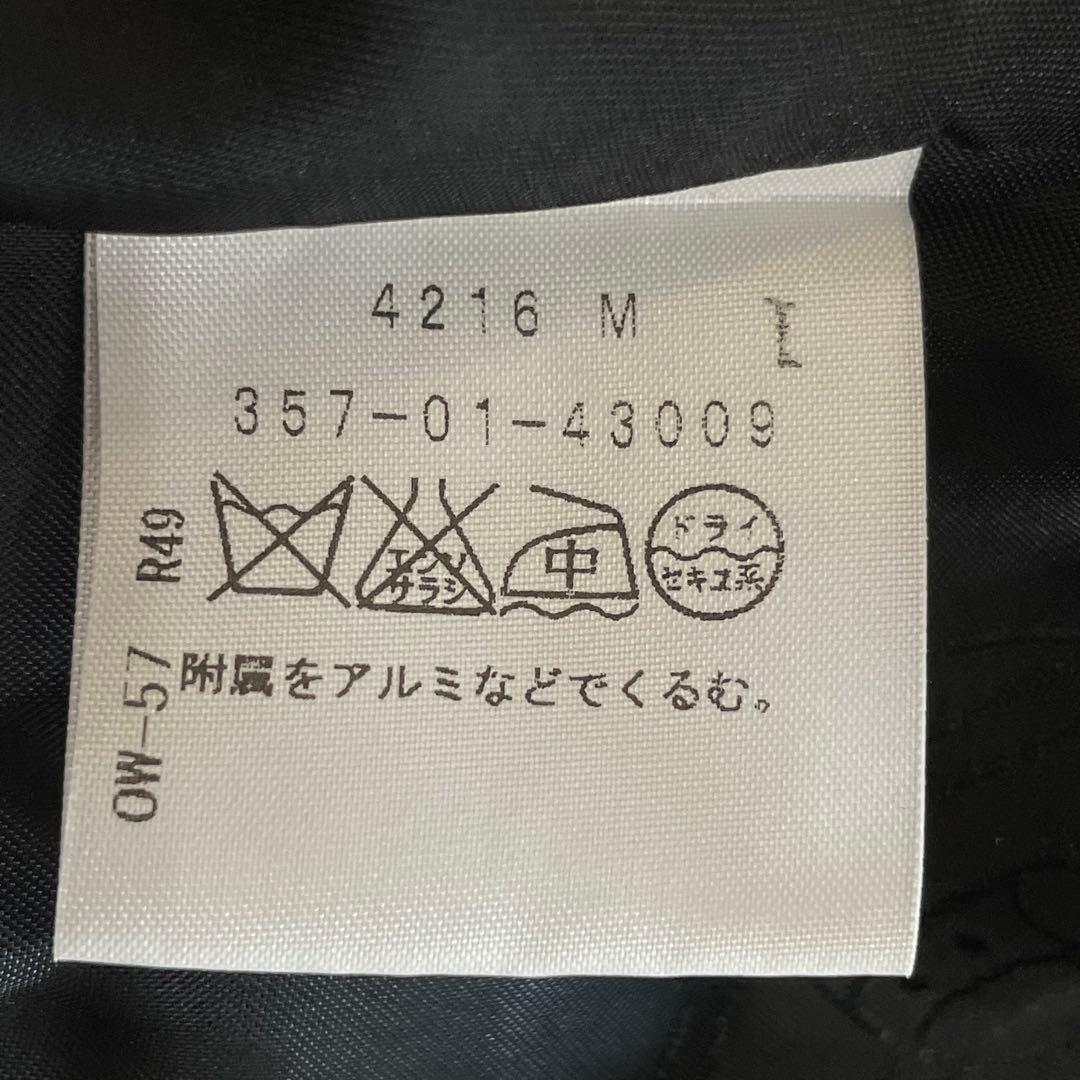 4216 M
357-01-43009
エンソ
サラシ
中
ドライ
セキユ系
附属をアルミなどでくるむ。
OW-57 R49